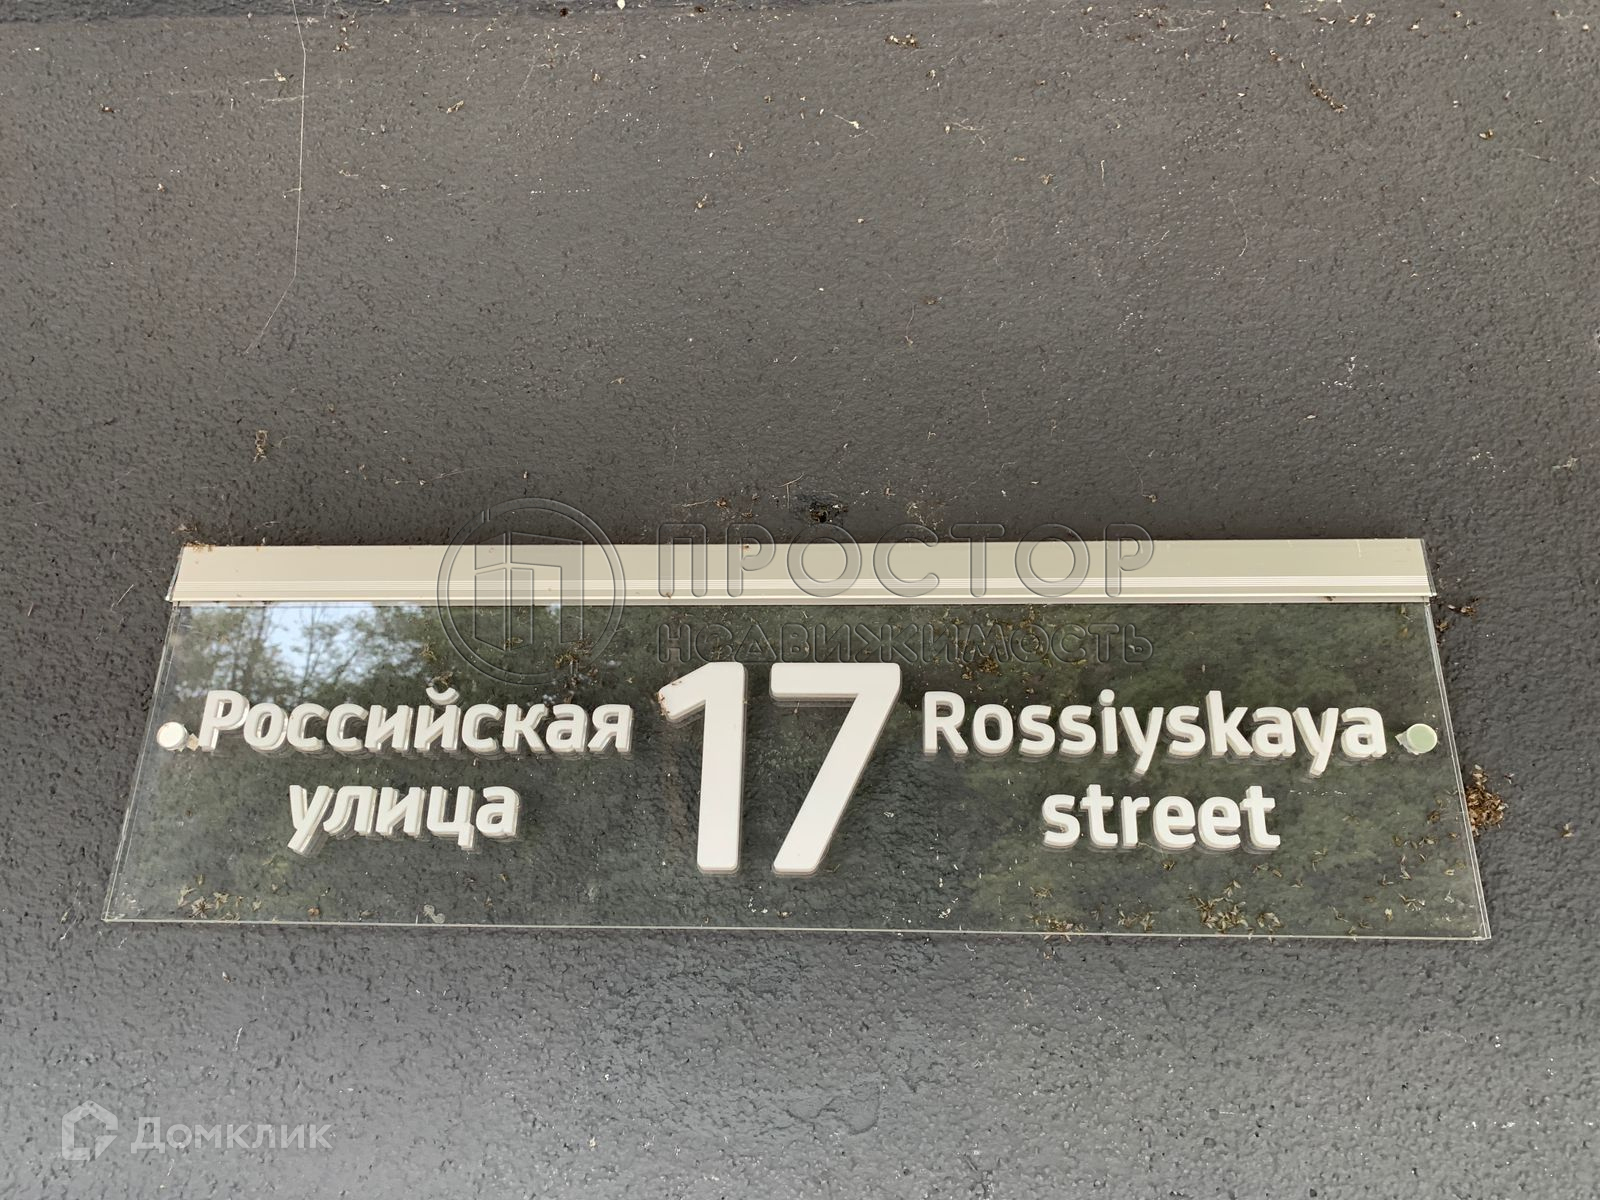 ПРОСТОР
НЕДВИЖИМОСТЬ
Российская
улица
17
Rossiyskaya
street
Домклик